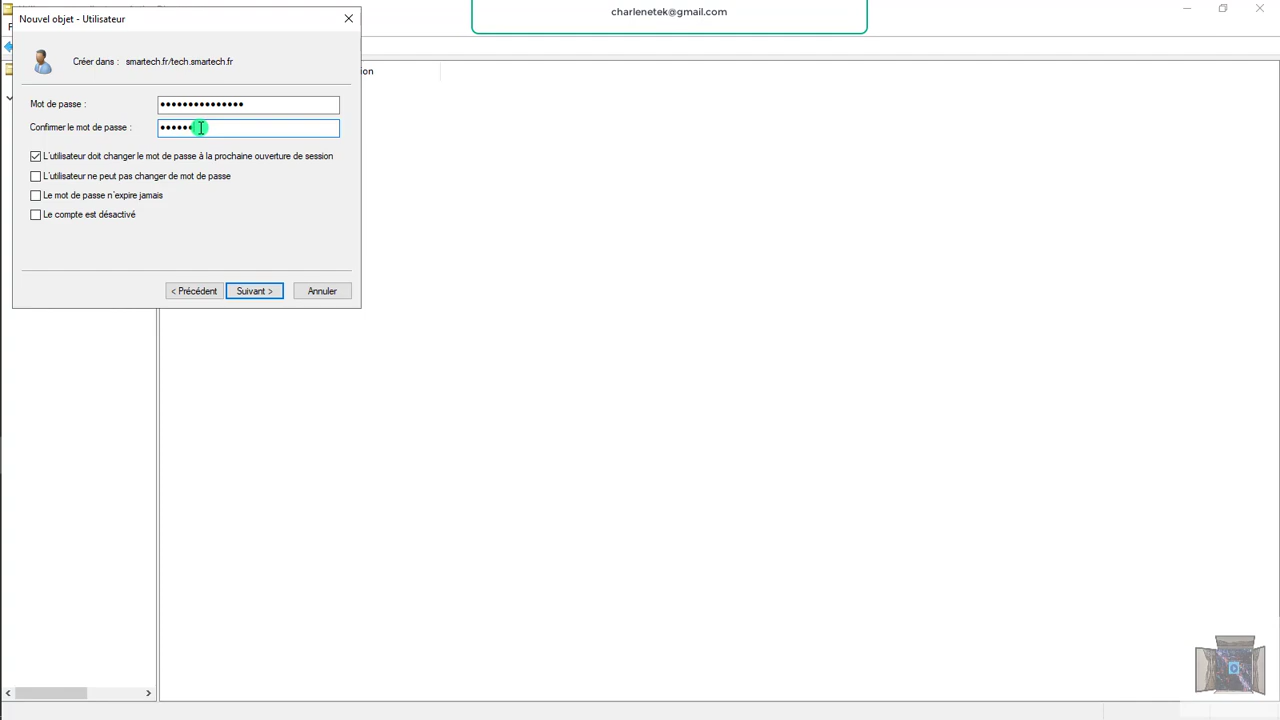 charlenetek@gmail.com
Nouvel objet - Utilisateur
Créer dans : smartech.fr/tech.smartech.fr
ion
Mot de passe : •••••••••••••••
Confirmer le mot de passe : ••••••
L'utilisateur doit changer le mot de passe à la prochaine ouverture de session
L'utilisateur ne peut pas changer de mot de passe
Le mot de passe n'expire jamais
Le compte est désactivé
< Précédent
Suivant >
Annuler